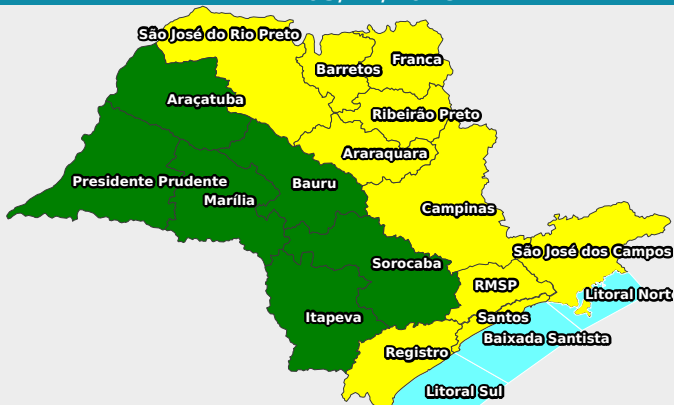 São José do Rio Preto
Franca
Barretos
Araçatuba
Ribeirão Preto
Araraquara
Presidente Prudente
Bauru
Marília
Campinas
São José dos Campos
Sorocaba
RMSP
Litoral Nort
Itapeva
Santos
Baixada Santista
Registro
Litoral Sul